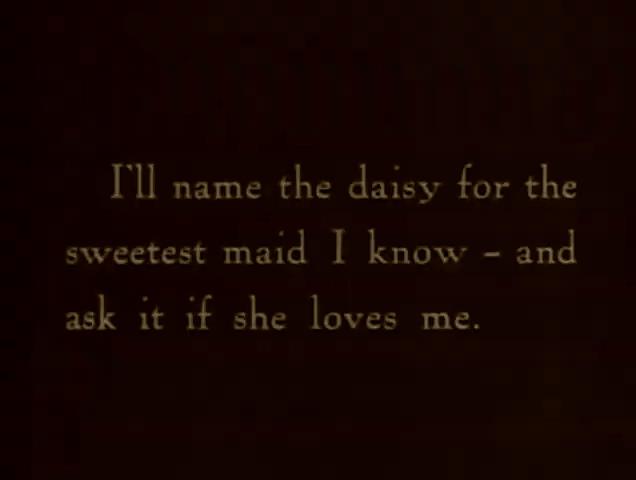 I'll name the daisy for the
sweetest maid I know - and
ask it if she loves me.